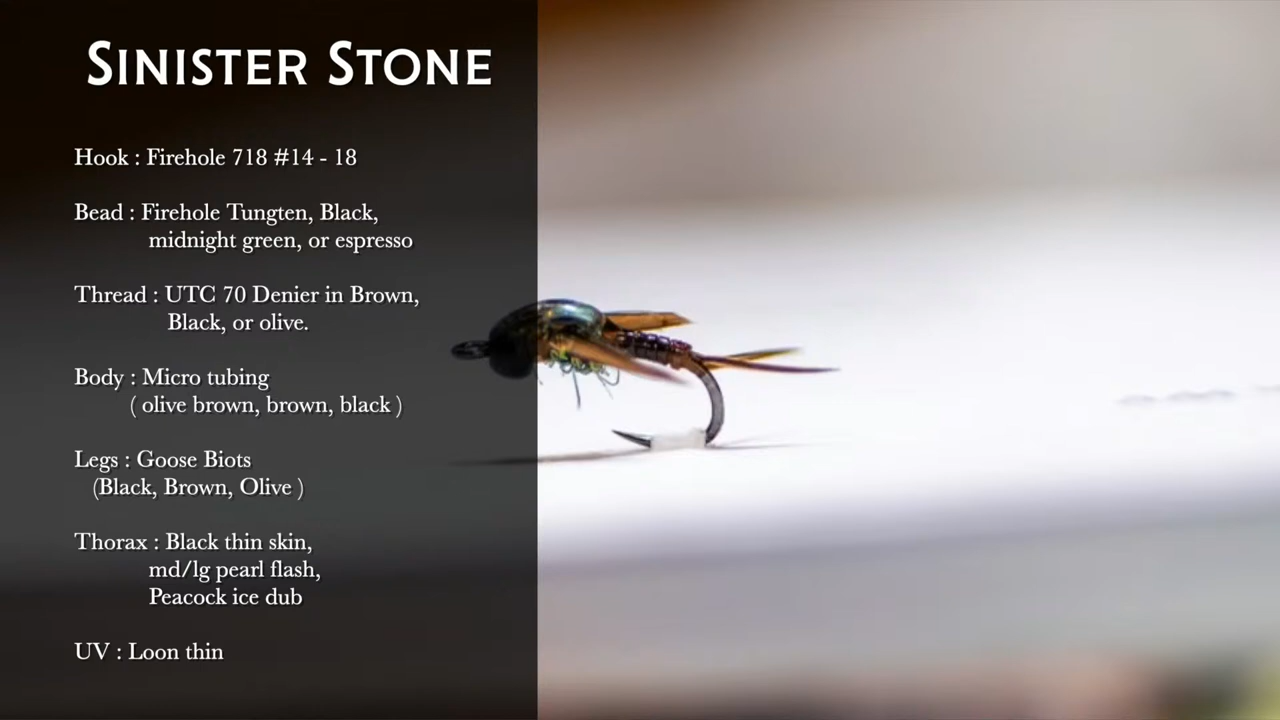 SINISTER STONE
Hook : Firehole 718 #14 - 18
Bead : Firehole Tungten, Black,
midnight green, or espresso
Thread : UTC 70 Denier in Brown,
Black, or olive.
Body : Micro tubing
( olive brown, brown, black )
Legs : Goose Biots
(Black, Brown, Olive )
Thorax : Black thin skin,
md/lg pearl flash,
Peacock ice dub
UV : Loon thin